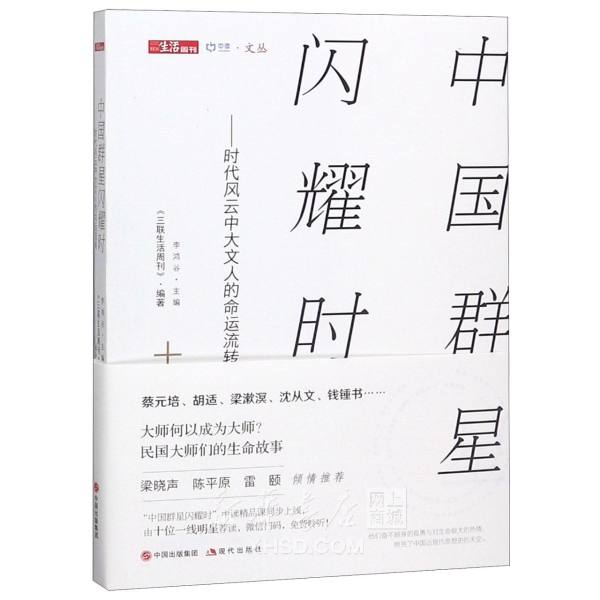 三联生活周刊 中读·文丛
中国群星
闪耀时
——时代风云中大文人的命运流转
李鸿谷·主编
《三联生活周刊》·编著
中国群星闪耀时
蔡元培、胡适、梁漱溟、沈从文、钱锺书……
大师何以成为大师？
民国大师们的生命故事
梁晓声 陈平原 雷颐 倾情推荐
“中国群星闪耀时”中读精品课同步上线，
由十位一线明星荐读，微信扫码，免费聆听！
中国出版集团 现代出版社
网上商城
XHSD.COM